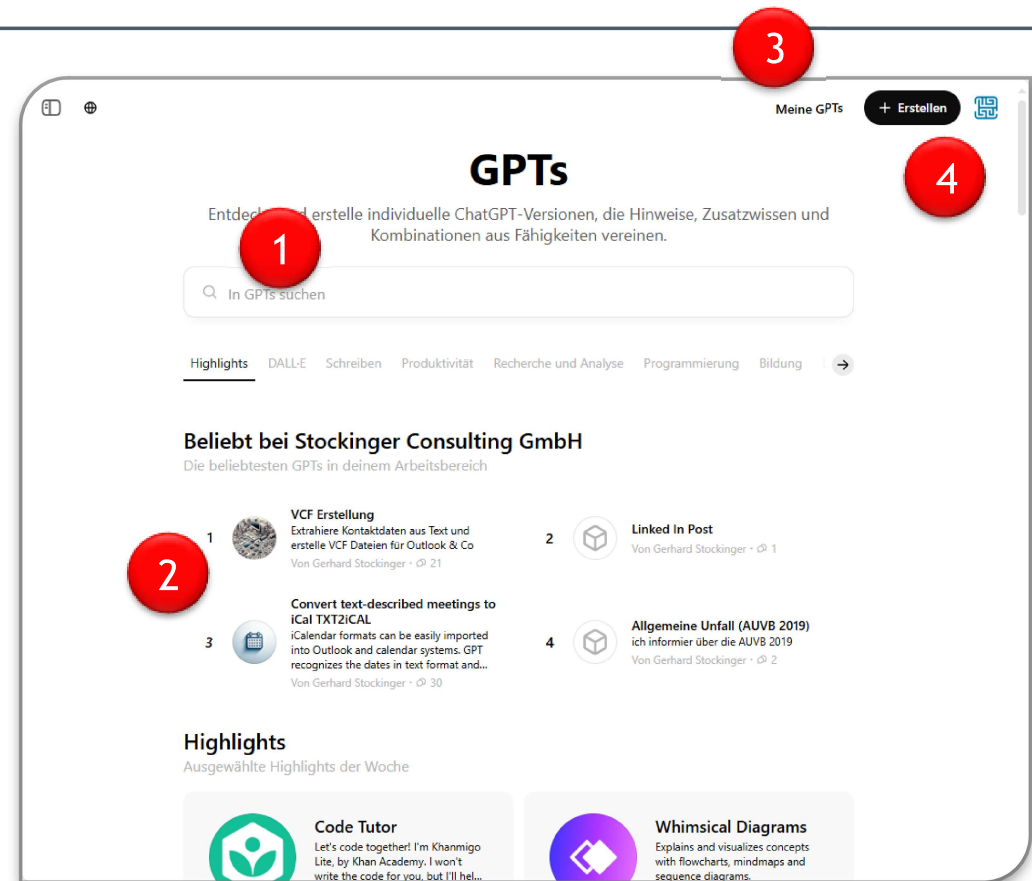 3
Meine GPTs
+ Erstellen
4
GPTs
erstelle individuelle ChatGPT-Versionen, die Hinweise, Zusatzwissen und
Kombinationen aus Fähigkeiten vereinen.
1
In GPTs suchen
Highlights DALL·E Schreiben Produktivität Recherche und Analyse Programmierung Bildung
Beliebt bei Stockinger Consulting GmbH
Die beliebtesten GPTs in deinem Arbeitsbereich
2
1
VCF Erstellung
Extrahiere Kontaktdaten aus Text und
erstelle VCF Dateien für Outlook & Co
Von Gerhard Stockinger · 21
2
Linked In Post
Von Gerhard Stockinger · 1
3
Convert text-described meetings to
iCal TXT2iCAL
iCalendar formats can be easily imported
into Outlook and calendar systems. GPT
recognizes the dates in text format and...
Von Gerhard Stockinger · 30
4
Allgemeine Unfall (AUVB 2019)
ich informier über die AUVB 2019
Von Gerhard Stockinger · 2
Highlights
Ausgewählte Highlights der Woche
Code Tutor
Let's code together! I'm Khanmigo
Lite, by Khan Academy. I won't
write the code for you, but I'll hel...
Whimsical Diagrams
Explains and visualizes concepts
with flowcharts, mindmaps and
sequence diagrams.